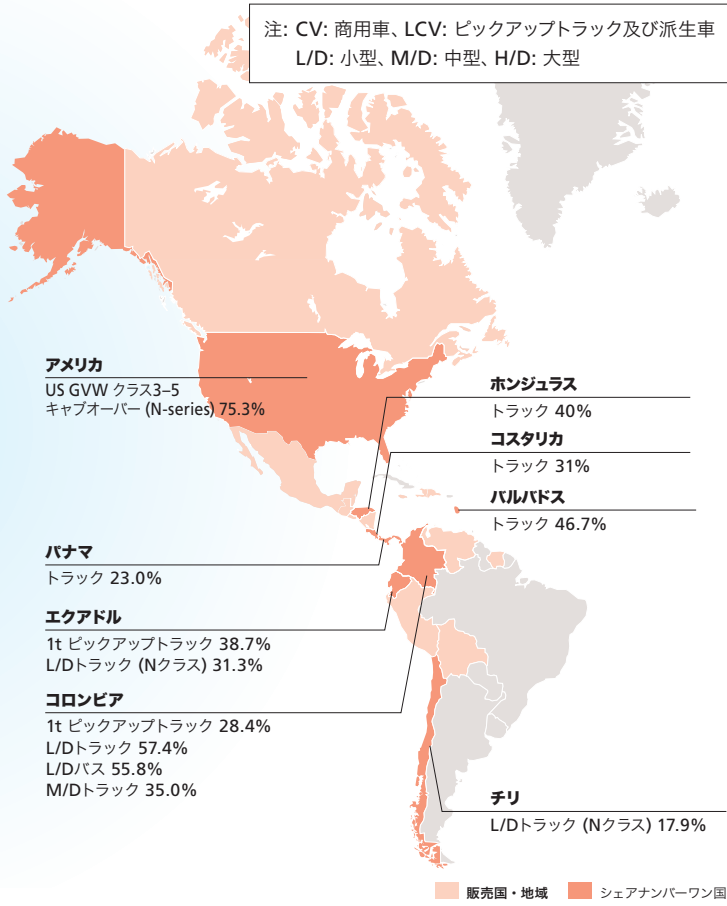 注: CV: 商用車、LCV: ピックアップトラック及び派生車
L/D: 小型、M/D: 中型、H/D: 大型
アメリカ
US GVW クラス3–5
キャブオーバー (N-series) 75.3%
ホンジュラス
トラック 40%
コスタリカ
トラック 31%
バルバドス
トラック 46.7%
パナマ
トラック 23.0%
エクアドル
1t ピックアップトラック 38.7%
L/Dトラック (Nクラス) 31.3%
コロンビア
1t ピックアップトラック 28.4%
L/Dトラック 57.4%
L/Dバス 55.8%
M/Dトラック 35.0%
チリ
L/Dトラック (Nクラス) 17.9%
販売国・地域 シェアナンバーワン国